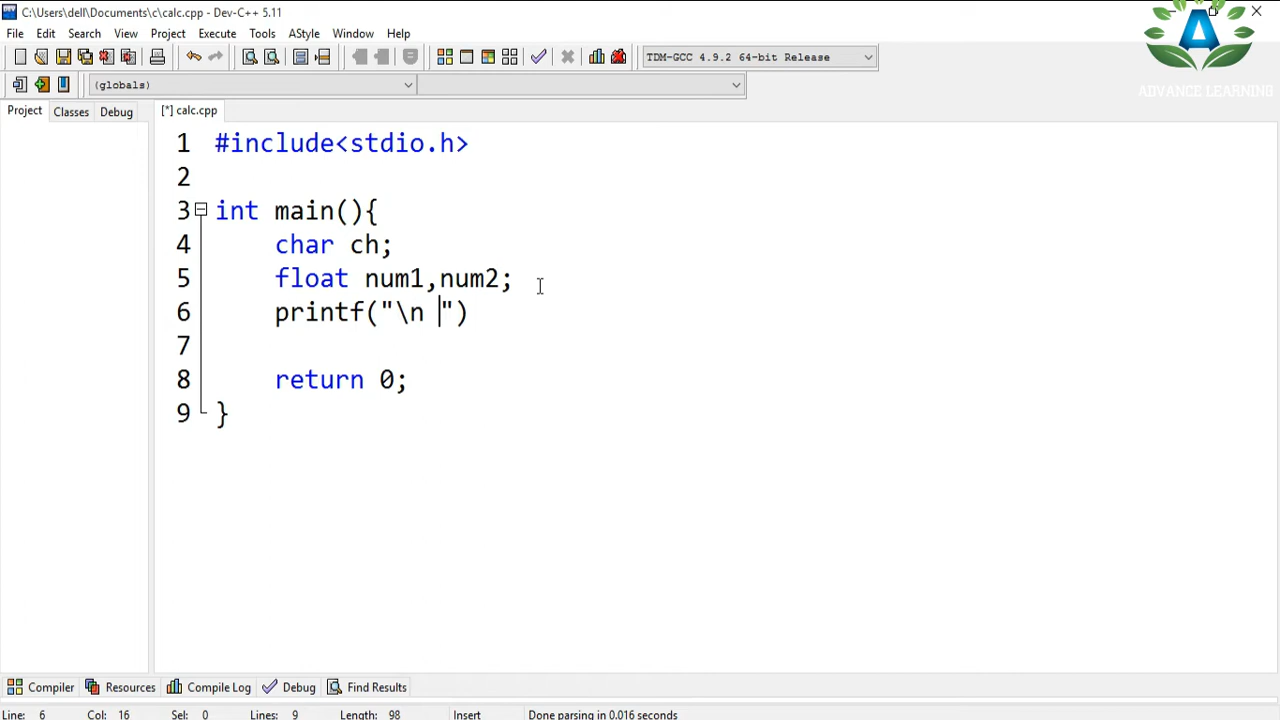 C:\Users\dell\Documents\c\calc.cpp - Dev-C++ 5.11
File Edit Search View Project Execute Tools AStyle Window Help
TDM-GCC 4.9.2 64-bit Release
(globals)
ADVANCE LEARNING
Project Classes Debug [*] calc.cpp
1 #include<stdio.h>
2
3 int main(){
4 char ch;
5 float num1,num2;
6 printf("\n ")
7
8 return 0;
9 }
Compiler Resources Compile Log Debug Find Results
Line: 6 Col: 16 Sel: 0 Lines: 9 Length: 98 Insert Done parsing in 0.016 seconds